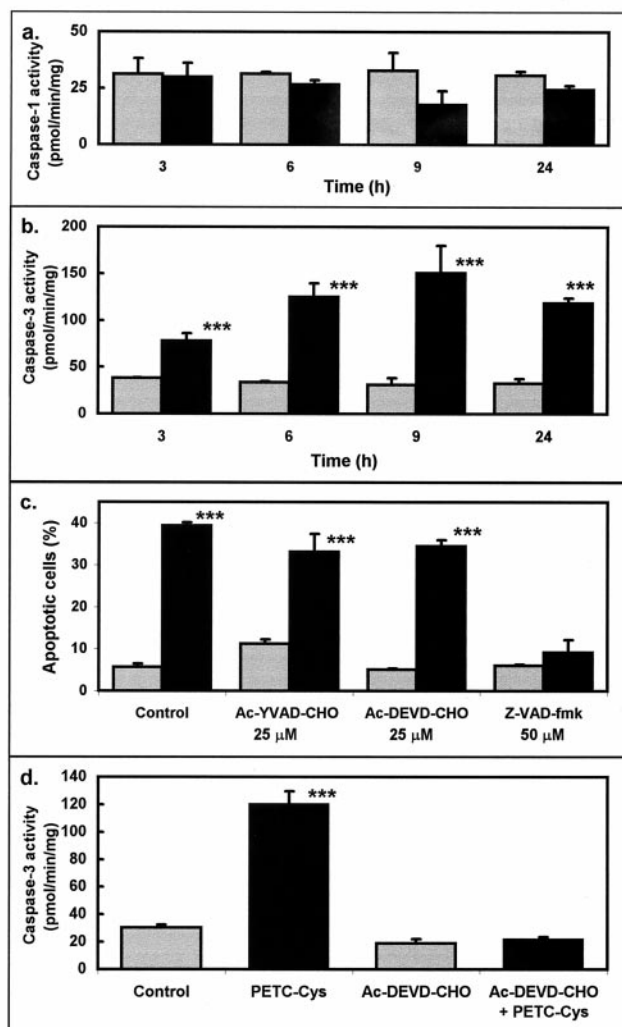 a.
Caspase-1 activity
(pmol/min/mg)
50
25
0
3 6 9 24
Time (h)
b.
Caspase-3 activity
(pmol/min/mg)
200
150
100
50
0
*** *** *** ***
3 6 9 24
Time (h)
c.
Apoptotic cells (%)
40
30
20
10
0
*** *** ***
Control Ac-YVAD-CHO Ac-DEVD-CHO Z-VAD-fmk
25 µM 25 µM 50 µM
d.
Caspase-3 activity
(pmol/min/mg)
140
120
100
80
60
40
20
0
***
Control PETC-Cys Ac-DEVD-CHO Ac-DEVD-CHO
+ PETC-Cys